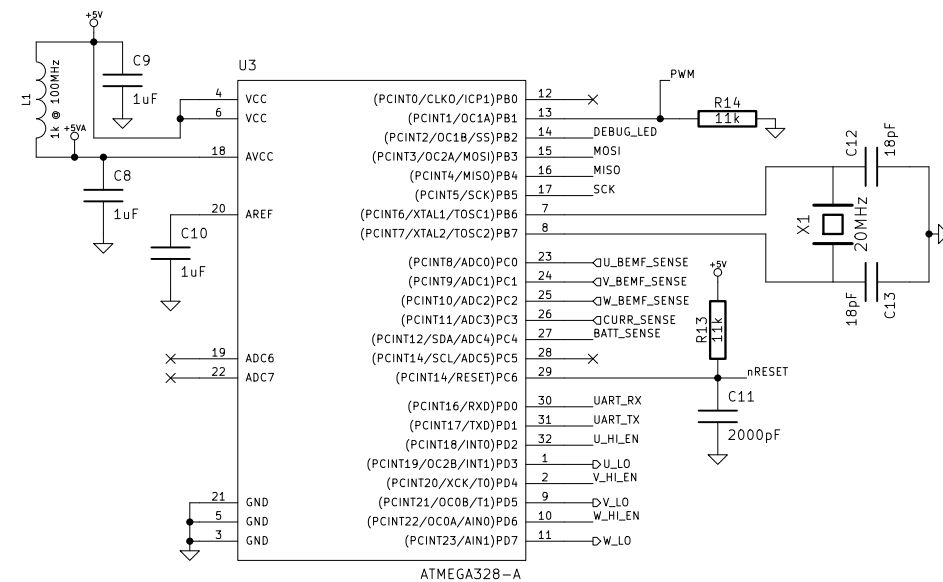 +5V
C9
1uF
L1
1k @ 100MHz
+5VA
C8
1uF
C10
1uF
U3
4 VCC
6 VCC
18 AVCC
20 AREF
19 ADC6
22 ADC7
21 GND
5 GND
3 GND
(PCINT0/CLKO/ICP1)PB0 12
(PCINT1/OC1A)PB1 13
(PCINT2/OC1B/SS)PB2 14 DEBUG_LED
(PCINT3/OC2A/MOSI)PB3 15 MOSI
(PCINT4/MISO)PB4 16 MISO
(PCINT5/SCK)PB5 17 SCK
(PCINT6/XTAL1/TOSC1)PB6 7
(PCINT7/XTAL2/TOSC2)PB7 8
(PCINT8/ADC0)PC0 23 U_BEMF_SENSE
(PCINT9/ADC1)PC1 24 V_BEMF_SENSE
(PCINT10/ADC2)PC2 25 W_BEMF_SENSE
(PCINT11/ADC3)PC3 26 CURR_SENSE
(PCINT12/SDA/ADC4)PC4 27 BATT_SENSE
(PCINT14/SCL/ADC5)PC5 28
(PCINT14/RESET)PC6 29 nRESET
(PCINT16/RXD)PD0 30 UART_RX
(PCINT17/TXD)PD1 31 UART_TX
(PCINT18/INT0)PD2 32 U_HI_EN
(PCINT19/OC2B/INT1)PD3 1 U_LO
(PCINT20/XCK/T0)PD4 2 V_HI_EN
(PCINT21/OC0B/T1)PD5 9 V_LO
(PCINT22/OC0A/AIN0)PD6 10 W_HI_EN
(PCINT23/AIN1)PD7 11 W_LO
ATMEGA328-A
PWM
R14
11k
C12
18pF
X1
20MHz
18pF
C13
+5V
R13
11k
C11
2000pF